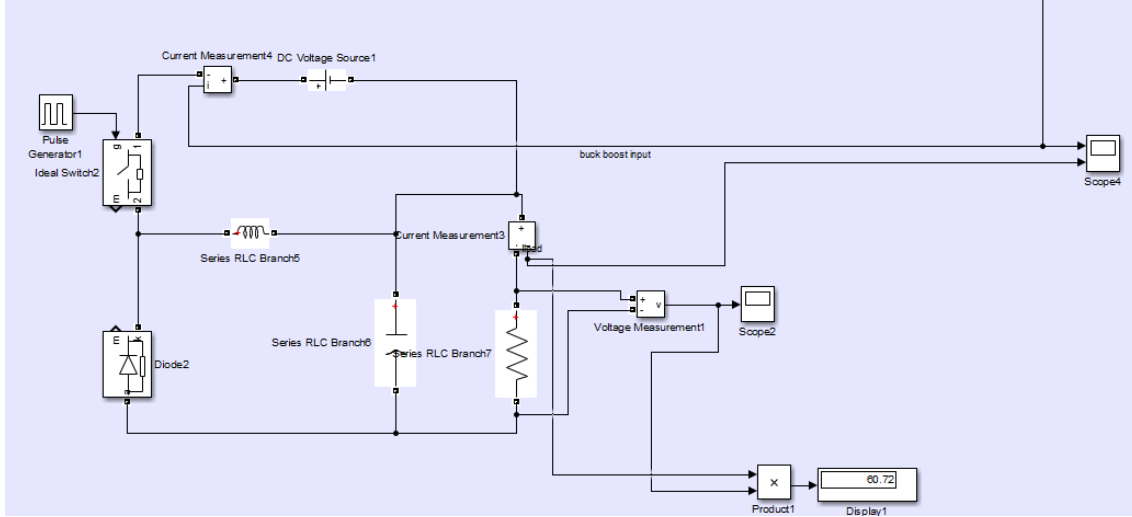 Current Measurement4
DC Voltage Source1
-
i
+
+
Pulse
Generator1
g
1
Ideal Switch2
m
2
buck boost input
Scope4
+
-
Current Measurement3
Series RLC Branch5
+
-
v
Voltage Measurement1
Scope2
m
k
Diode2
Series RLC Branch6
Series RLC Branch7
×
60.72
Product1
Display1